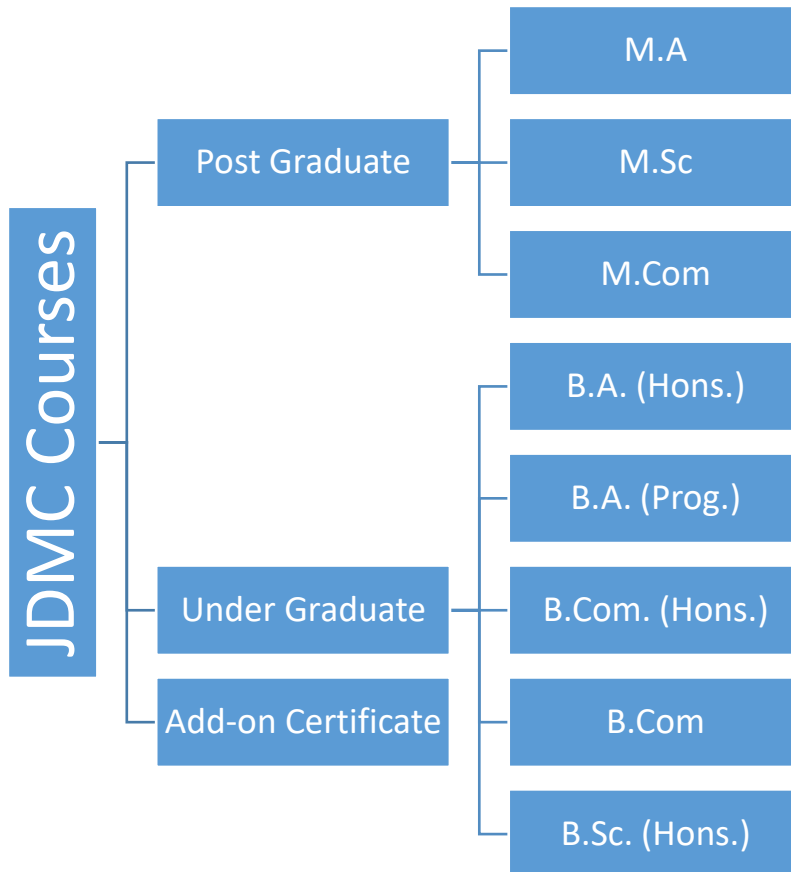 JDMC Courses
Post Graduate
M.A
M.Sc
M.Com
Under Graduate
B.A. (Hons.)
B.A. (Prog.)
B.Com. (Hons.)
B.Com
B.Sc. (Hons.)
Add-on Certificate